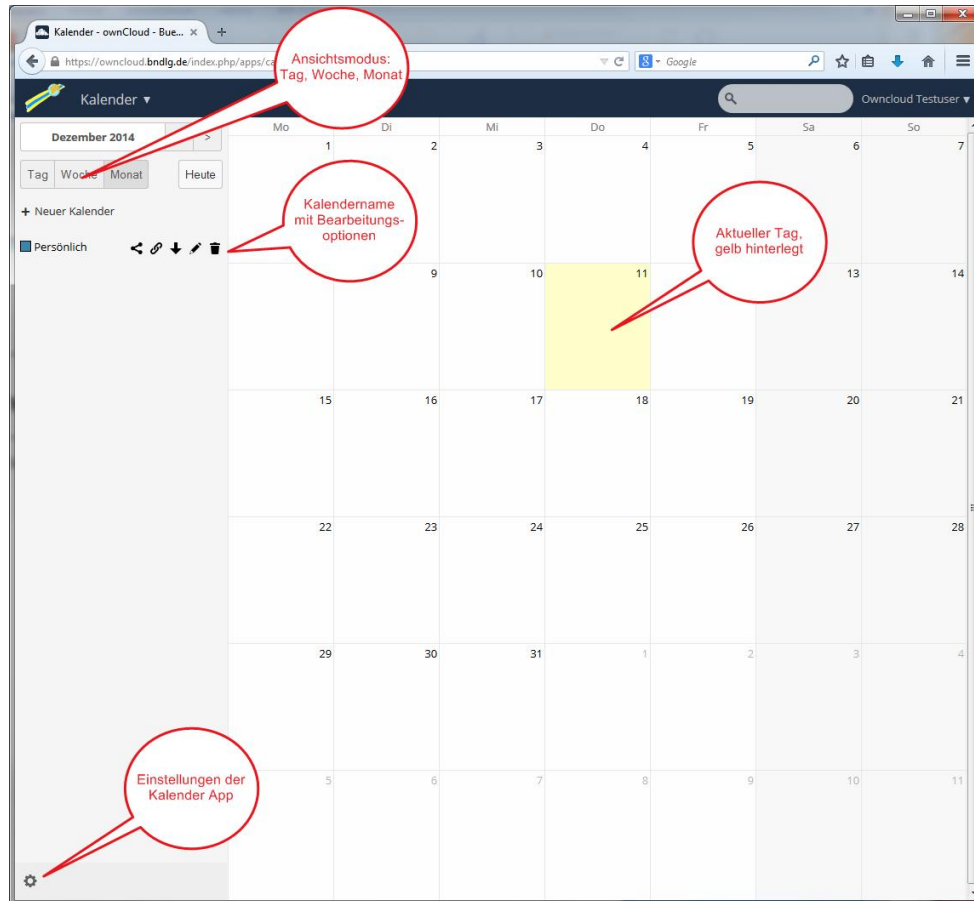 Kalender - ownCloud - Bue...
https://owncloud.bndlg.de/index.php/apps/ca
Google
Ansichtsmodus:
Tag, Woche, Monat
Kalender
Owncloud Testuser
Dezember 2014 >
Mo Di Mi Do Fr Sa So
1 2 3 4 5 6 7
Tag Woche Monat Heute
+ Neuer Kalender
Persönlich
Kalendername
mit Bearbeitungs-
optionen
Aktueller Tag,
gelb hinterlegt
9 10 11 13 14
15 16 17 18 19 20 21
22 23 24 25 26 27 28
29 30 31 1 2 3 4
Einstellungen der
Kalender App
5 6 7 8 9 10 11